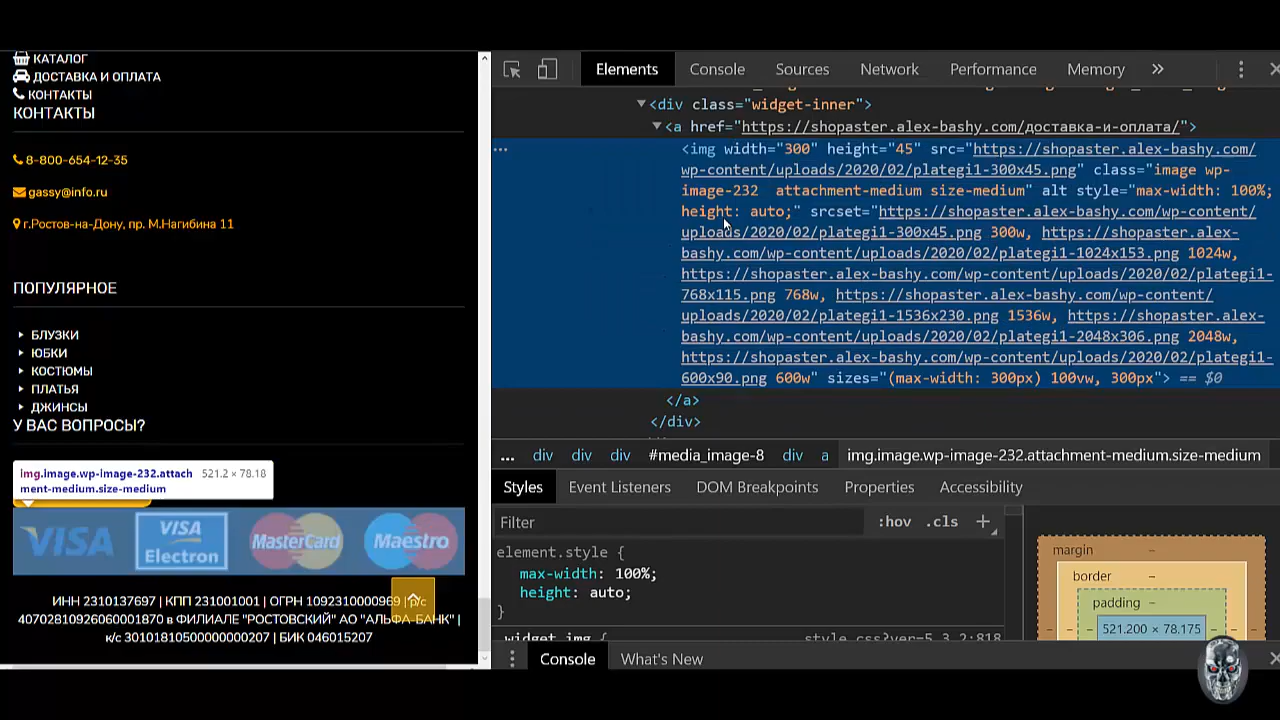 КАТАЛОГ
ДОСТАВКА И ОПЛАТА
КОНТАКТЫ
КОНТАКТЫ
8-800-654-12-35
gassy@info.ru
г.Ростов-на-Дону, пр. М.Нагибина 11
ПОПУЛЯРНОЕ
БЛУЗКИ
ЮБКИ
КОСТЮМЫ
ПЛАТЬЯ
ДЖИНСЫ
У ВАС ВОПРОСЫ?
img.image.wp-image-232.attach 521.2 × 78.18
ment-medium.size-medium
VISA VISA Electron MasterCard Maestro
ИНН 2310137697 | КПП 231001001 | ОГРН 1092310000969 | р/с
40702810926060001870 в ФИЛИАЛЕ "РОСТОВСКИЙ" АО "АЛЬФА-БАНК" |
к/с 30101810500000000207 | БИК 046015207
Elements Console Sources Network Performance Memory »
<div class="widget-inner">
<a href="https://shopaster.alex-bashy.com/доставка-и-оплата/">
<img width="300" height="45" src="https://shopaster.alex-bashy.com/
wp-content/uploads/2020/02/plategi1-300x45.png" class="image wp-
image-232  attachment-medium size-medium" alt style="max-width: 100%;
height: auto;" srcset="https://shopaster.alex-bashy.com/wp-content/
uploads/2020/02/plategi1-300x45.png 300w, https://shopaster.alex-
bashy.com/wp-content/uploads/2020/02/plategi1-1024x153.png 1024w,
https://shopaster.alex-bashy.com/wp-content/uploads/2020/02/plategi1-
768x115.png 768w, https://shopaster.alex-bashy.com/wp-content/
uploads/2020/02/plategi1-1536x230.png 1536w, https://shopaster.alex-
bashy.com/wp-content/uploads/2020/02/plategi1-2048x306.png 2048w,
https://shopaster.alex-bashy.com/wp-content/uploads/2020/02/plategi1-
600x90.png 600w" sizes="(max-width: 300px) 100vw, 300px"> == $0
</a>
</div>
... div div div #media_image-8 div a img.image.wp-image-232.attachment-medium.size-medium
Styles Event Listeners DOM Breakpoints Properties Accessibility
Filter :hov .cls +
element.style {
max-width: 100%;
height: auto;
}
.widget img { style.css?ver=5.3.2:818
margin –
border –
padding –
521.200 × 78.175
Console What's New